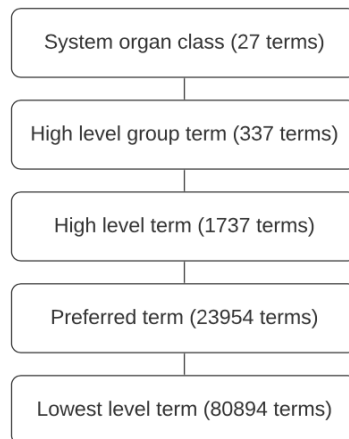 System organ class (27 terms)
High level group term (337 terms)
High level term (1737 terms)
Preferred term (23954 terms)
Lowest level term (80894 terms)